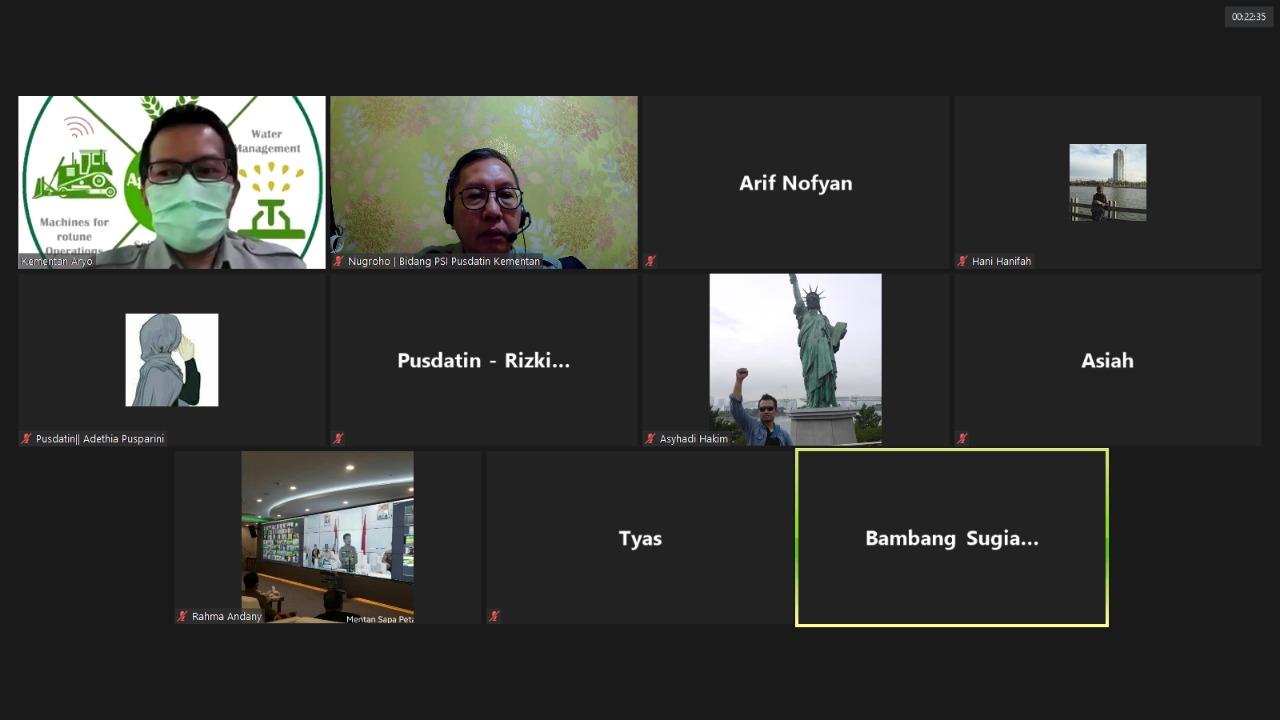 00:22:35
Water
Management
Machines for
rotune
Operations
Kementan Aryo
Nugroho | Bidang PSI Pusdatin Kementan
Arif Nofyan
Hani Hanifah
Pusdatin|| Adethia Pusparini
Pusdatin - Rizki...
Asyhadi Hakim
Asiah
Rahma Andany
Mentan Sapa Peta
Tyas
Bambang Sugia...